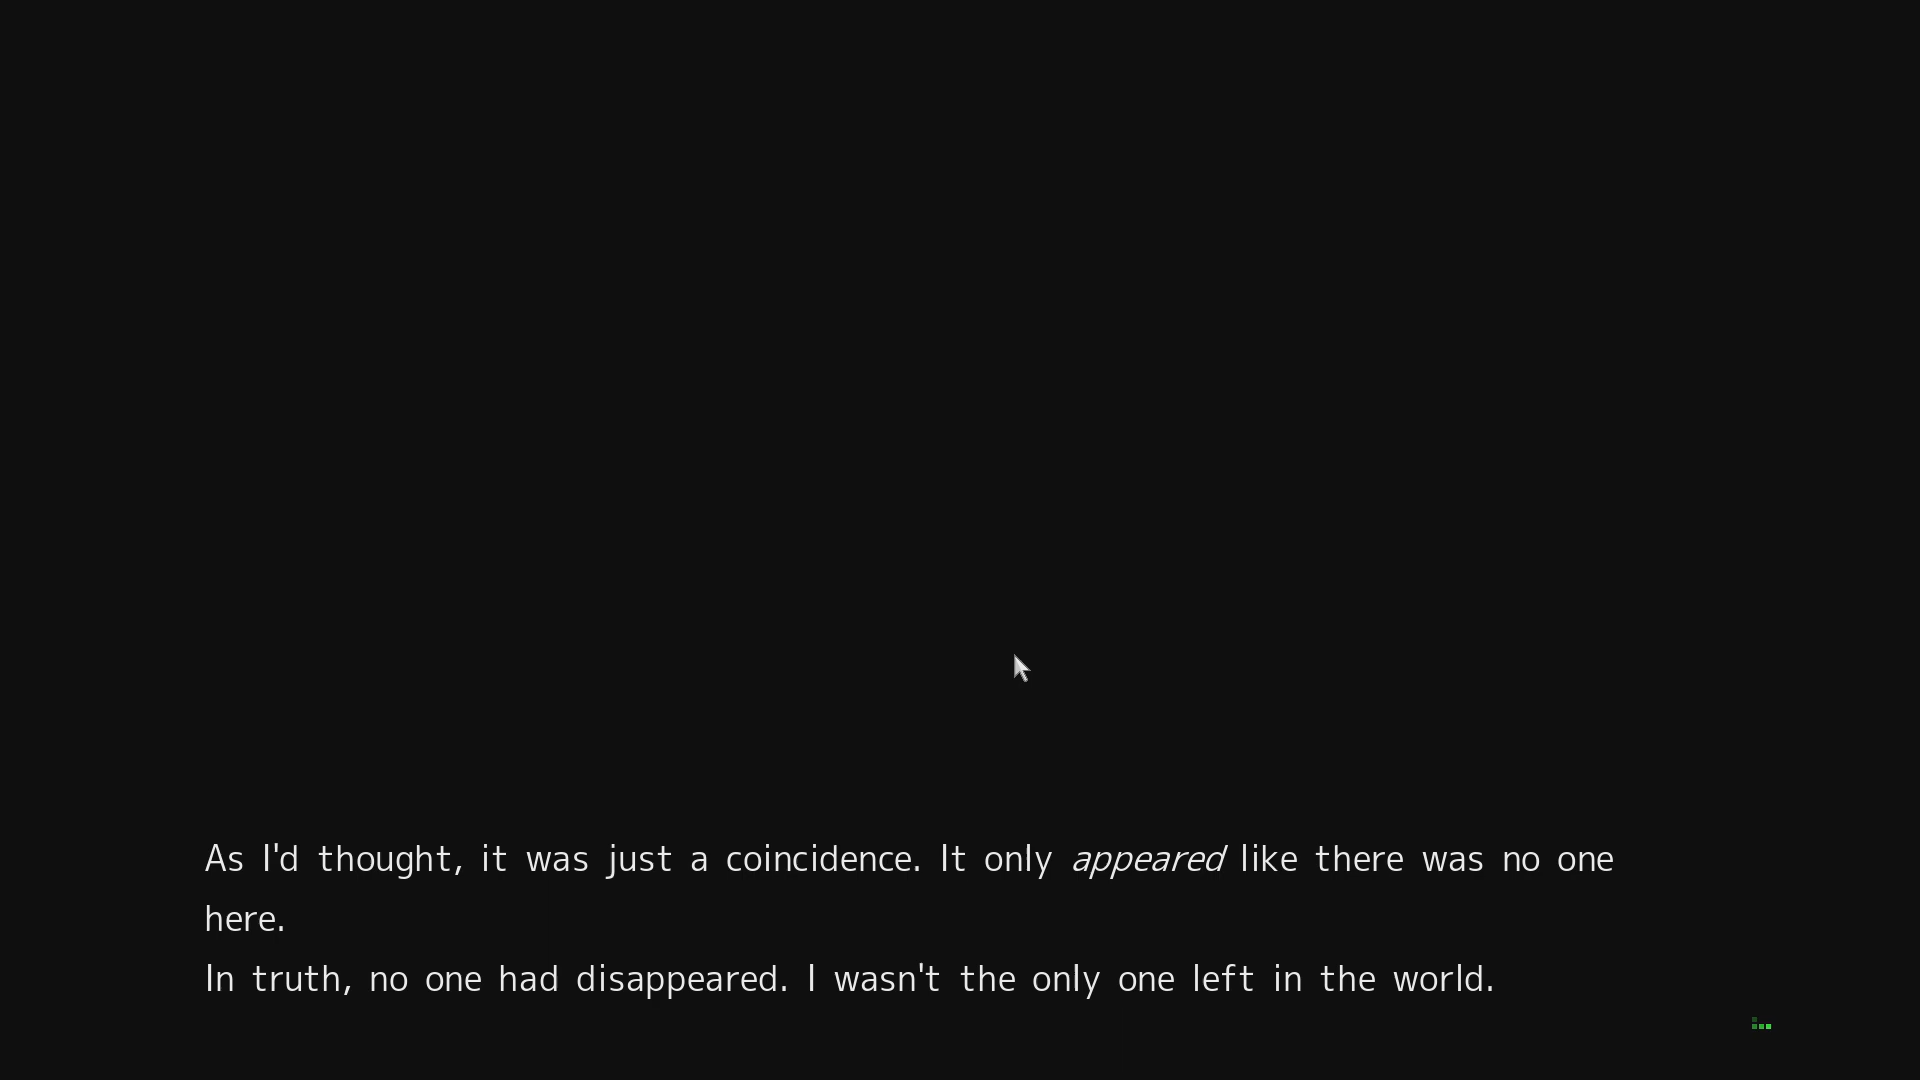 As I'd thought, it was just a coincidence. It only appeared like there was no one
here.
In truth, no one had disappeared. I wasn't the only one left in the world.